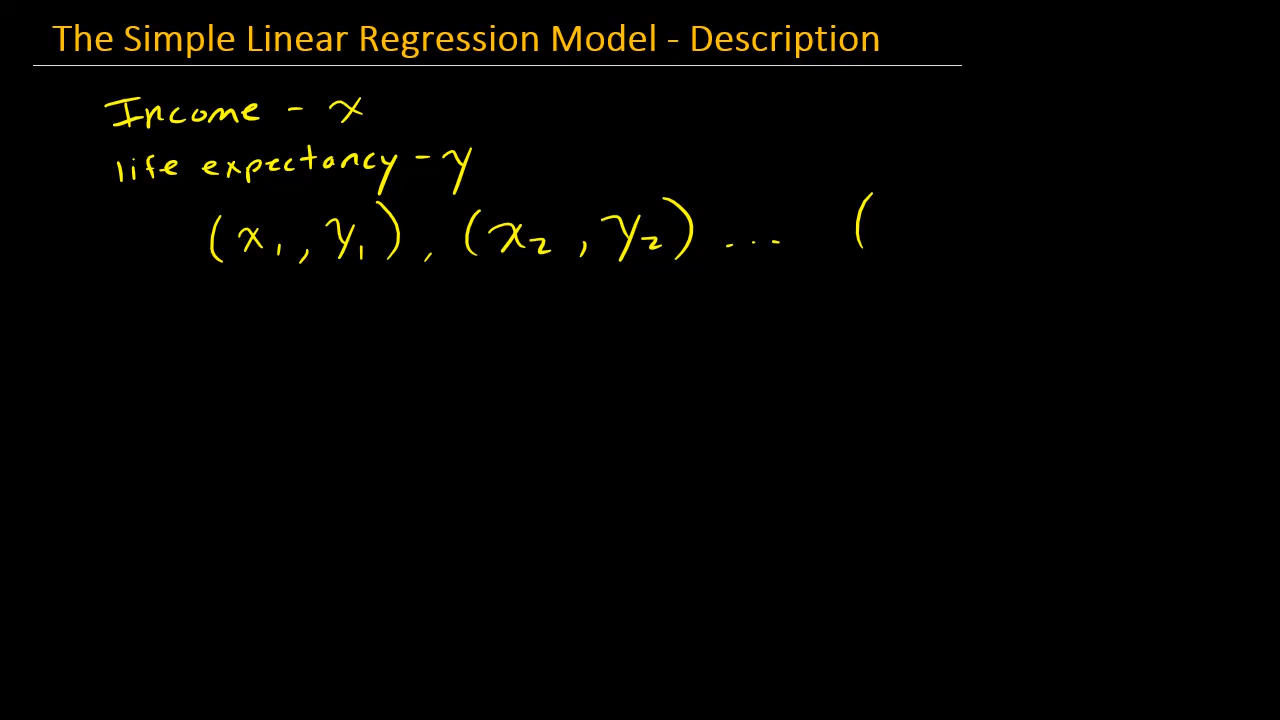 The Simple Linear Regression Model - Description
Income - x
life expectancy - y
(x₁, y₁), (x₂, y₂) ... (